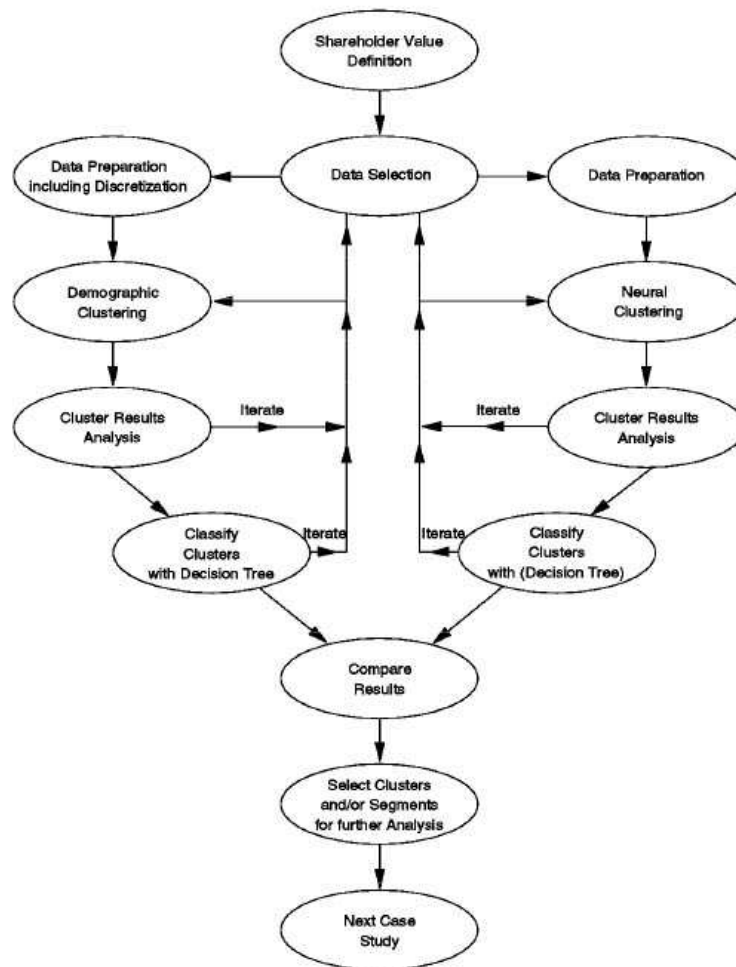 Shareholder Value
Definition
Data Preparation
including Discretization
Data Selection
Data Preparation
Demographic
Clustering
Neural
Clustering
Cluster Results
Analysis
Iterate
Iterate
Cluster Results
Analysis
Classify
Clusters
with Decision Tree
Iterate
Iterate
Classify
Clusters
with (Decision Tree)
Compare
Results
Select Clusters
and/or Segments
for further Analysis
Next Case
Study